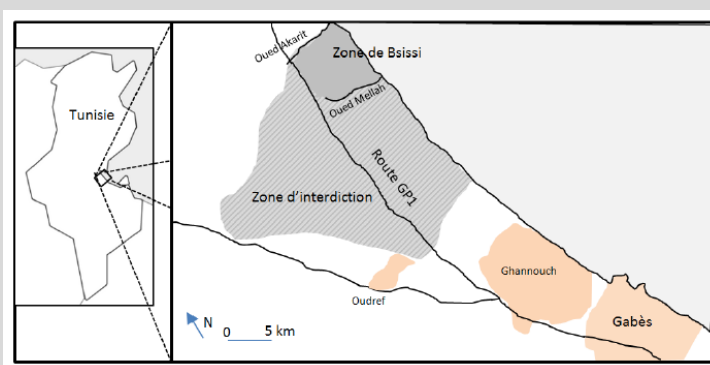 Tunisie
Oued Akarit
Zone de Bsissi
Oued Mellah
Route GP1
Zone d'interdiction
Ghannouch
Oudref
Gabès
N
0 5 km